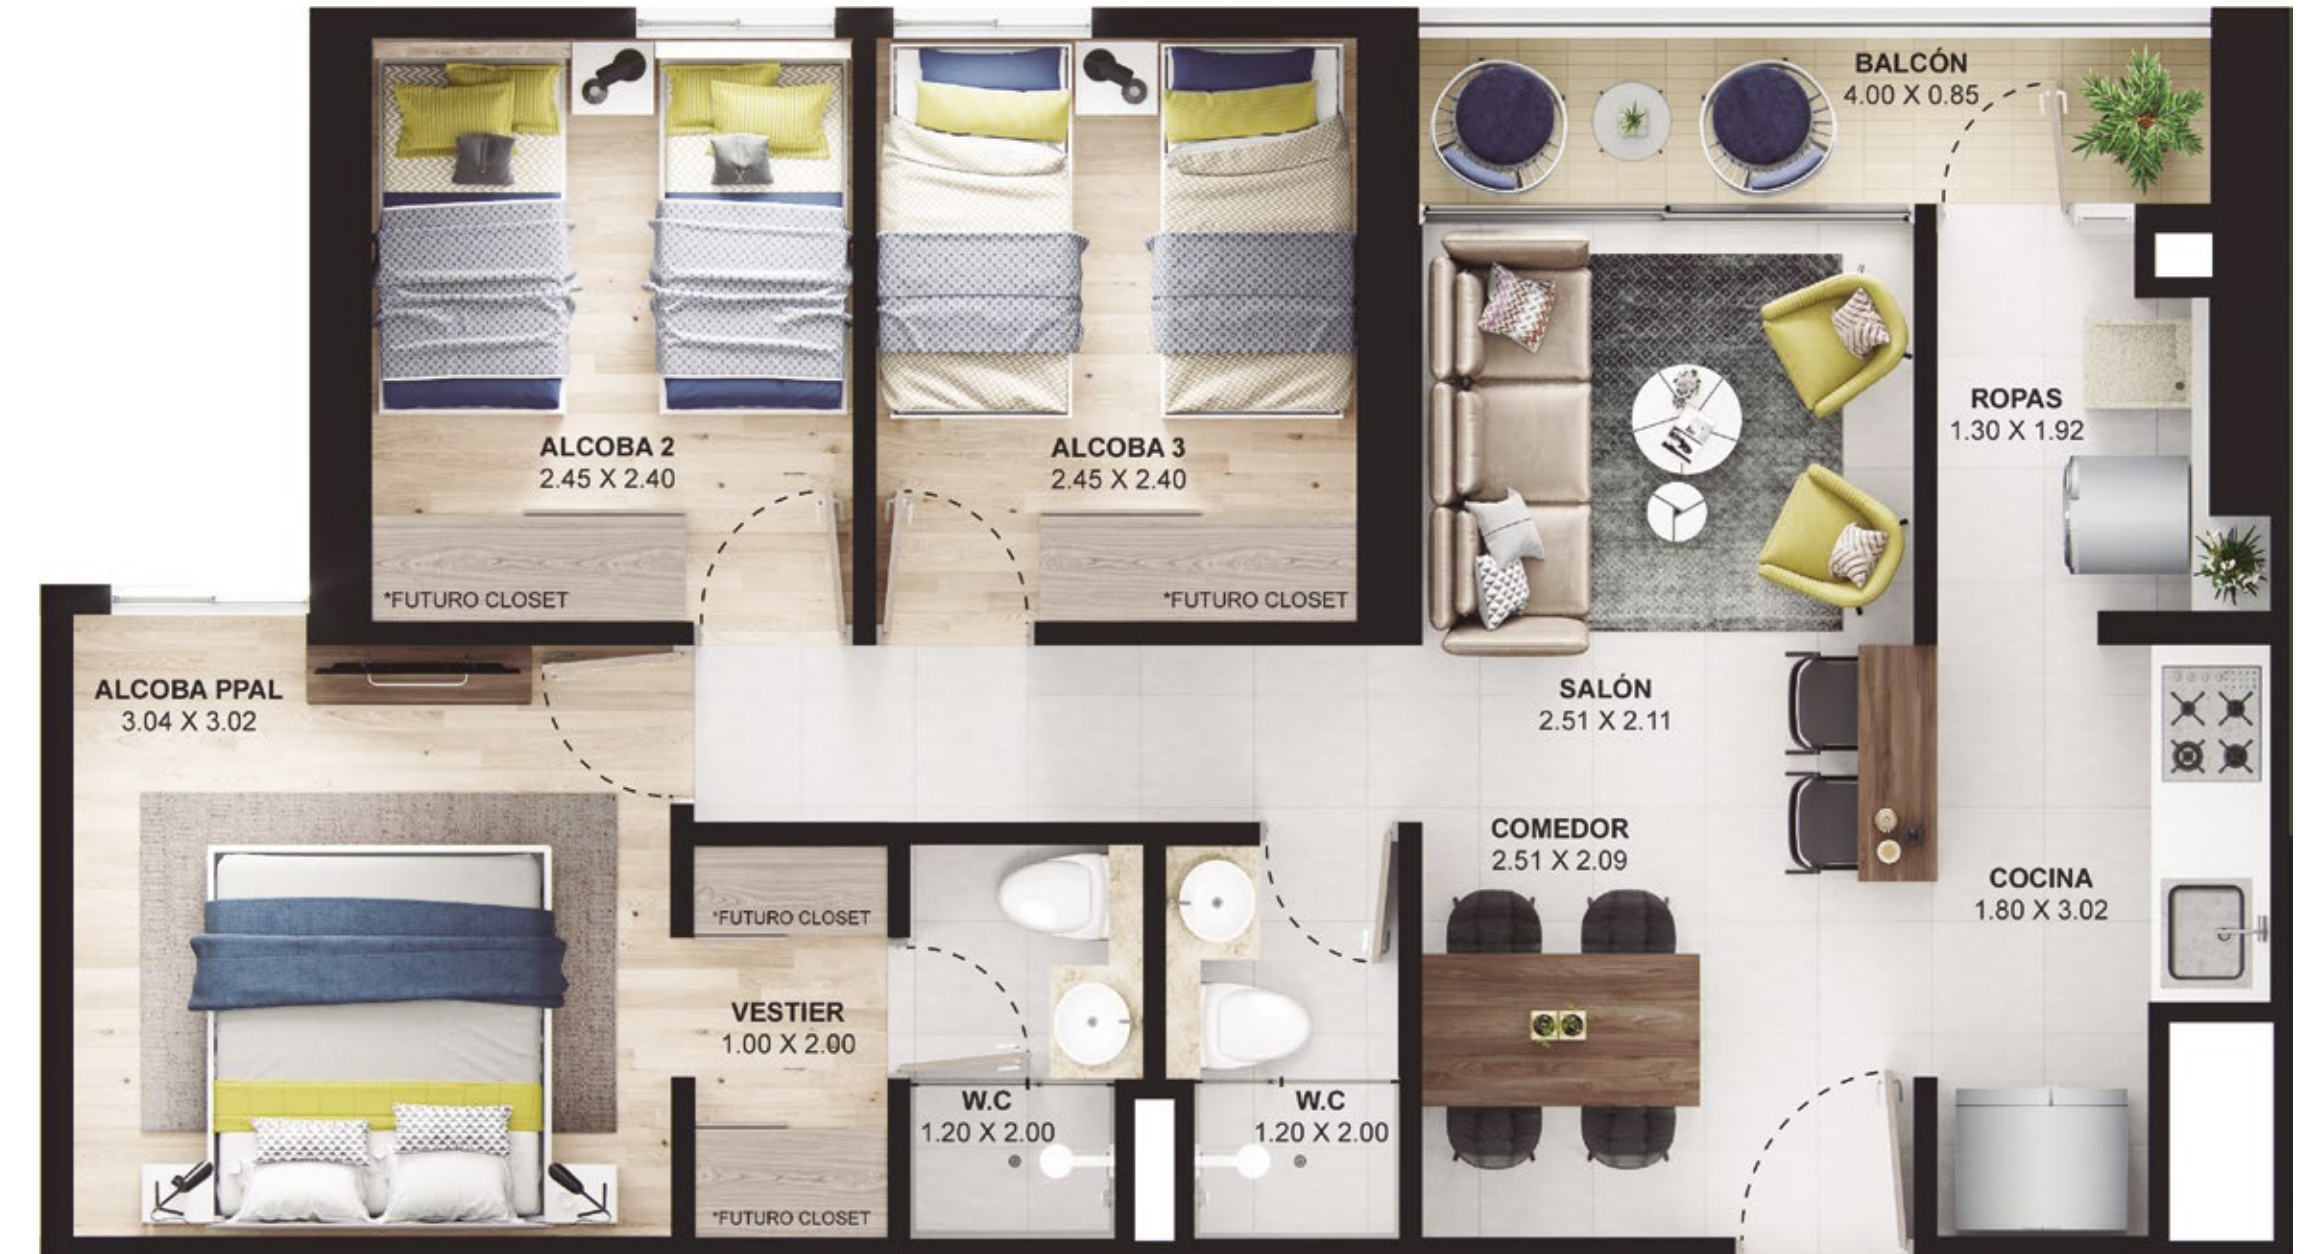 BALCÓN
4.00 X 0.85
ROPAS
1.30 X 1.92
ALCOBA 2
2.45 X 2.40
ALCOBA 3
2.45 X 2.40
*FUTURO CLOSET
*FUTURO CLOSET
ALCOBA PPAL
3.04 X 3.02
SALÓN
2.51 X 2.11
COMEDOR
2.51 X 2.09
COCINA
1.80 X 3.02
*FUTURO CLOSET
VESTIER
1.00 X 2.00
W.C
1.20 X 2.00
W.C
1.20 X 2.00
*FUTURO CLOSET